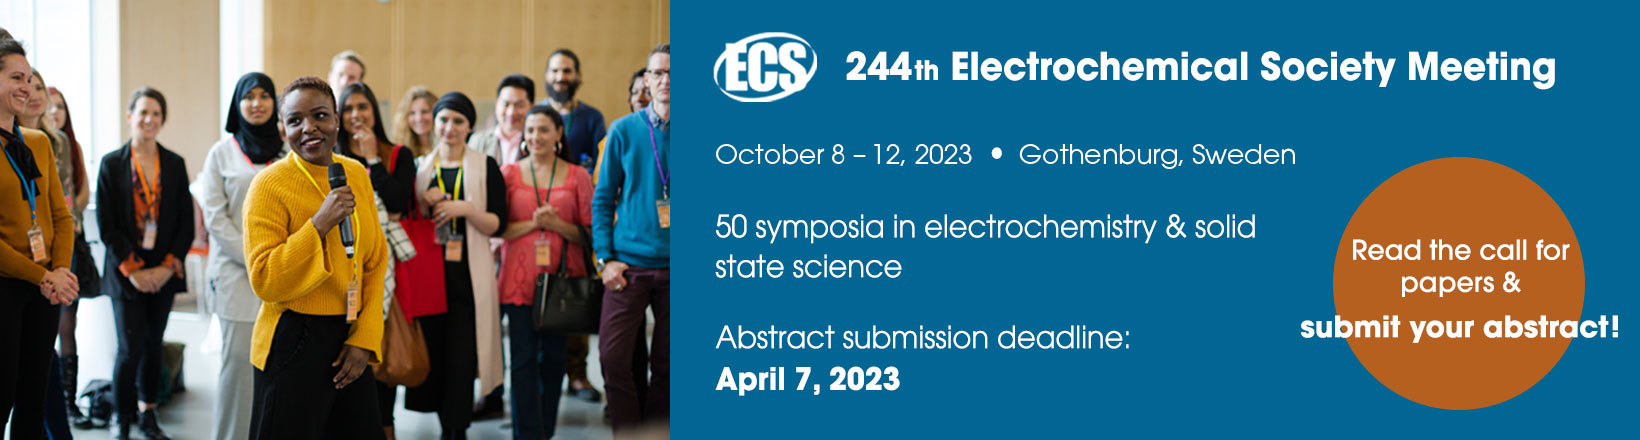 ECS
244th Electrochemical Society Meeting
October 8 – 12, 2023 • Gothenburg, Sweden
50 symposia in electrochemistry & solid
state science
Abstract submission deadline:
April 7, 2023
Read the call for
papers &
submit your abstract!